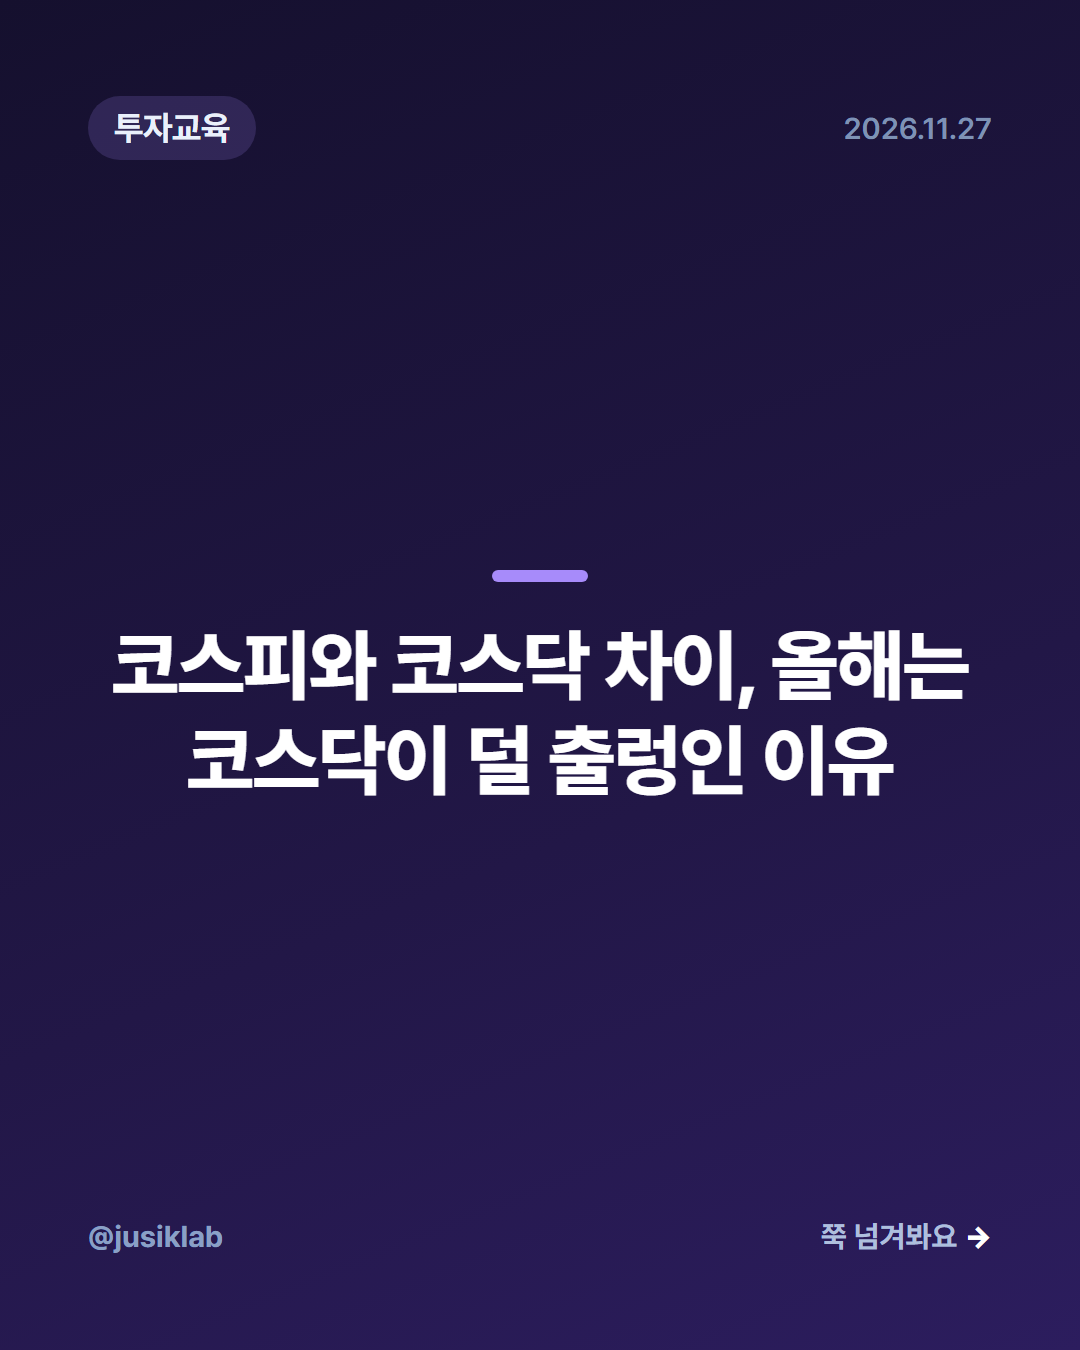 투자교육
2026.11.27
코스피와 코스닥 차이, 올해는
코스닥이 덜 출렁인 이유
@jusiklab
쭉 넘겨봐요 →